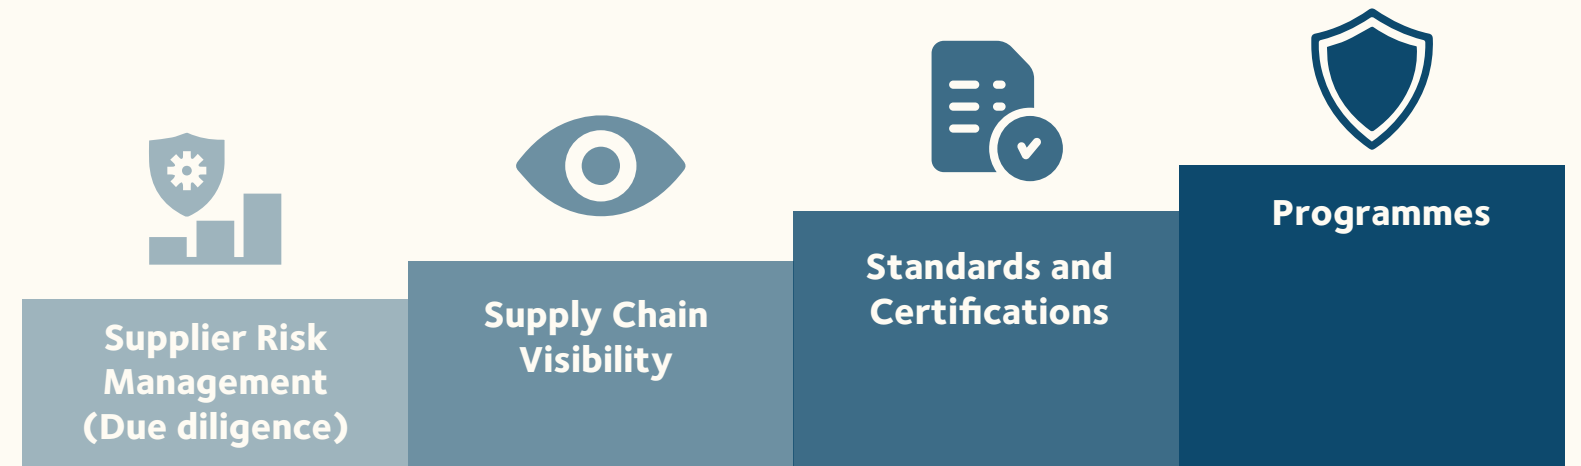 Supplier Risk
Management
(Due diligence)
Supply Chain
Visibility
Standards and
Certifications
Programmes